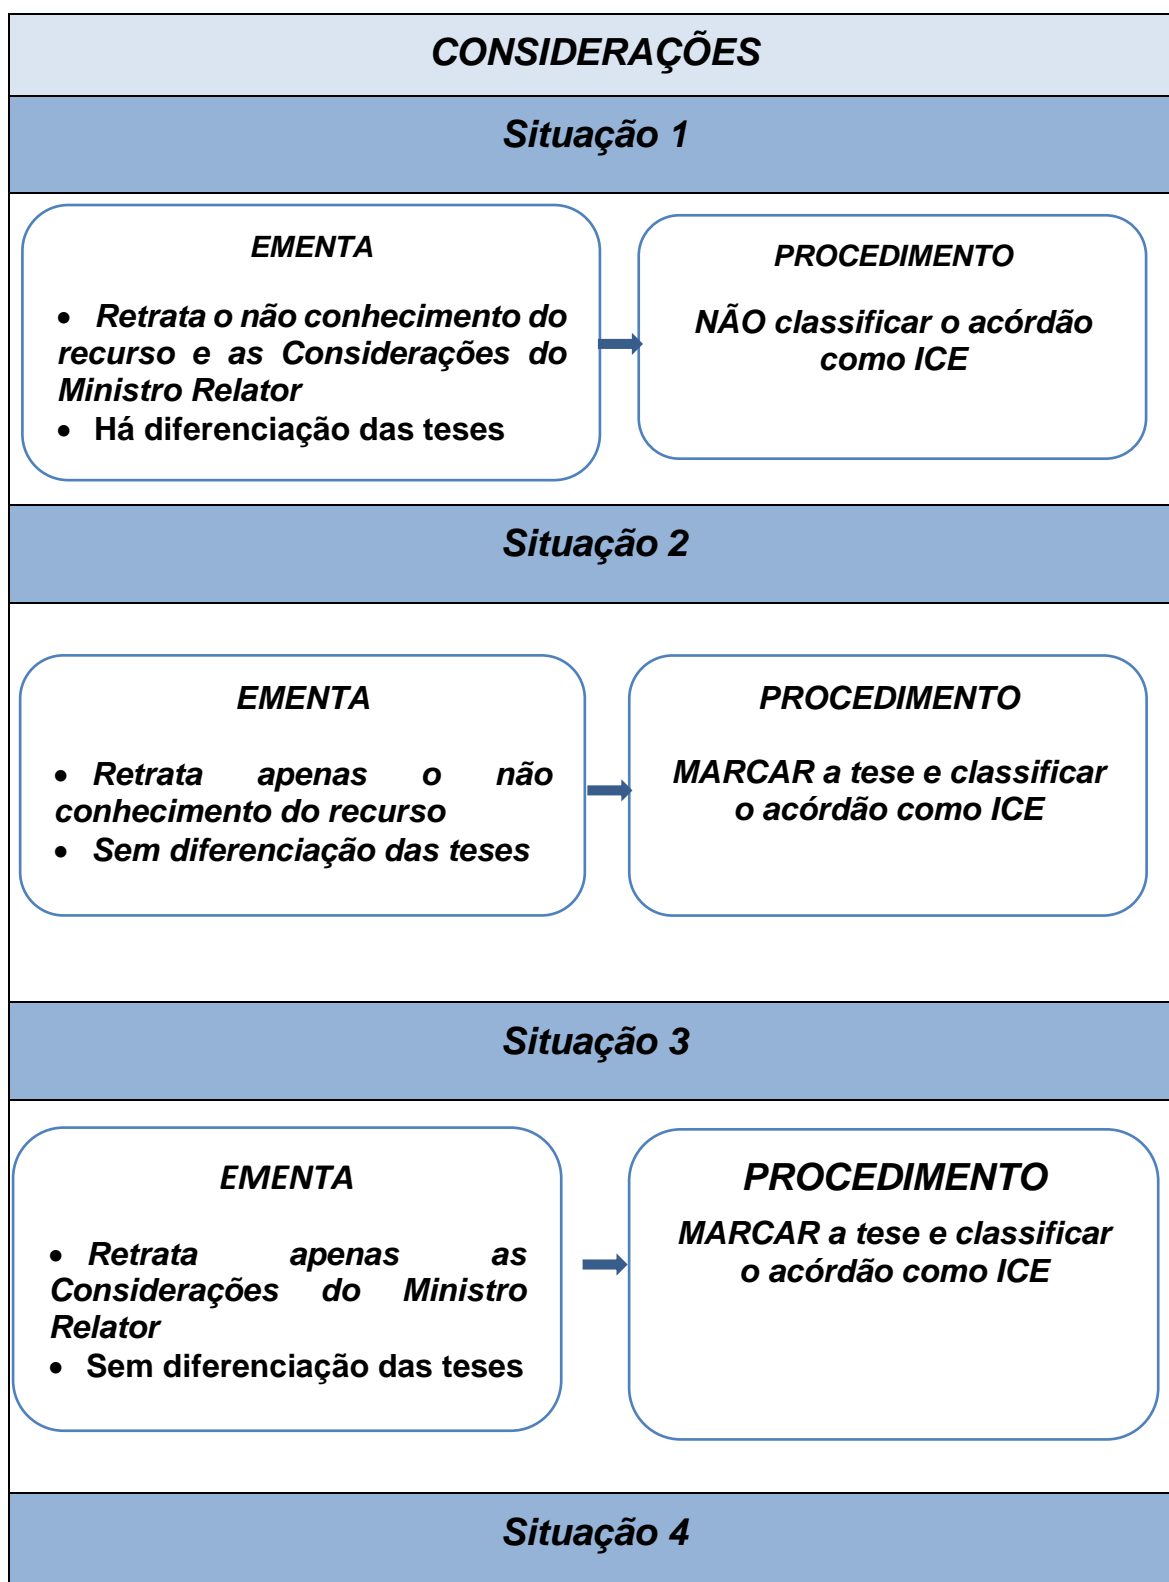 CONSIDERAÇÕES
Situação 1
EMENTA
• Retrata o não conhecimento do
recurso e as Considerações do
Ministro Relator
• Há diferenciação das teses
PROCEDIMENTO
NÃO classificar o acórdão
como ICE
Situação 2
EMENTA
• Retrata apenas o não
conhecimento do recurso
• Sem diferenciação das teses
PROCEDIMENTO
MARCAR a tese e classificar
o acórdão como ICE
Situação 3
EMENTA
• Retrata apenas as
Considerações do Ministro
Relator
• Sem diferenciação das teses
PROCEDIMENTO
MARCAR a tese e classificar
o acórdão como ICE
Situação 4